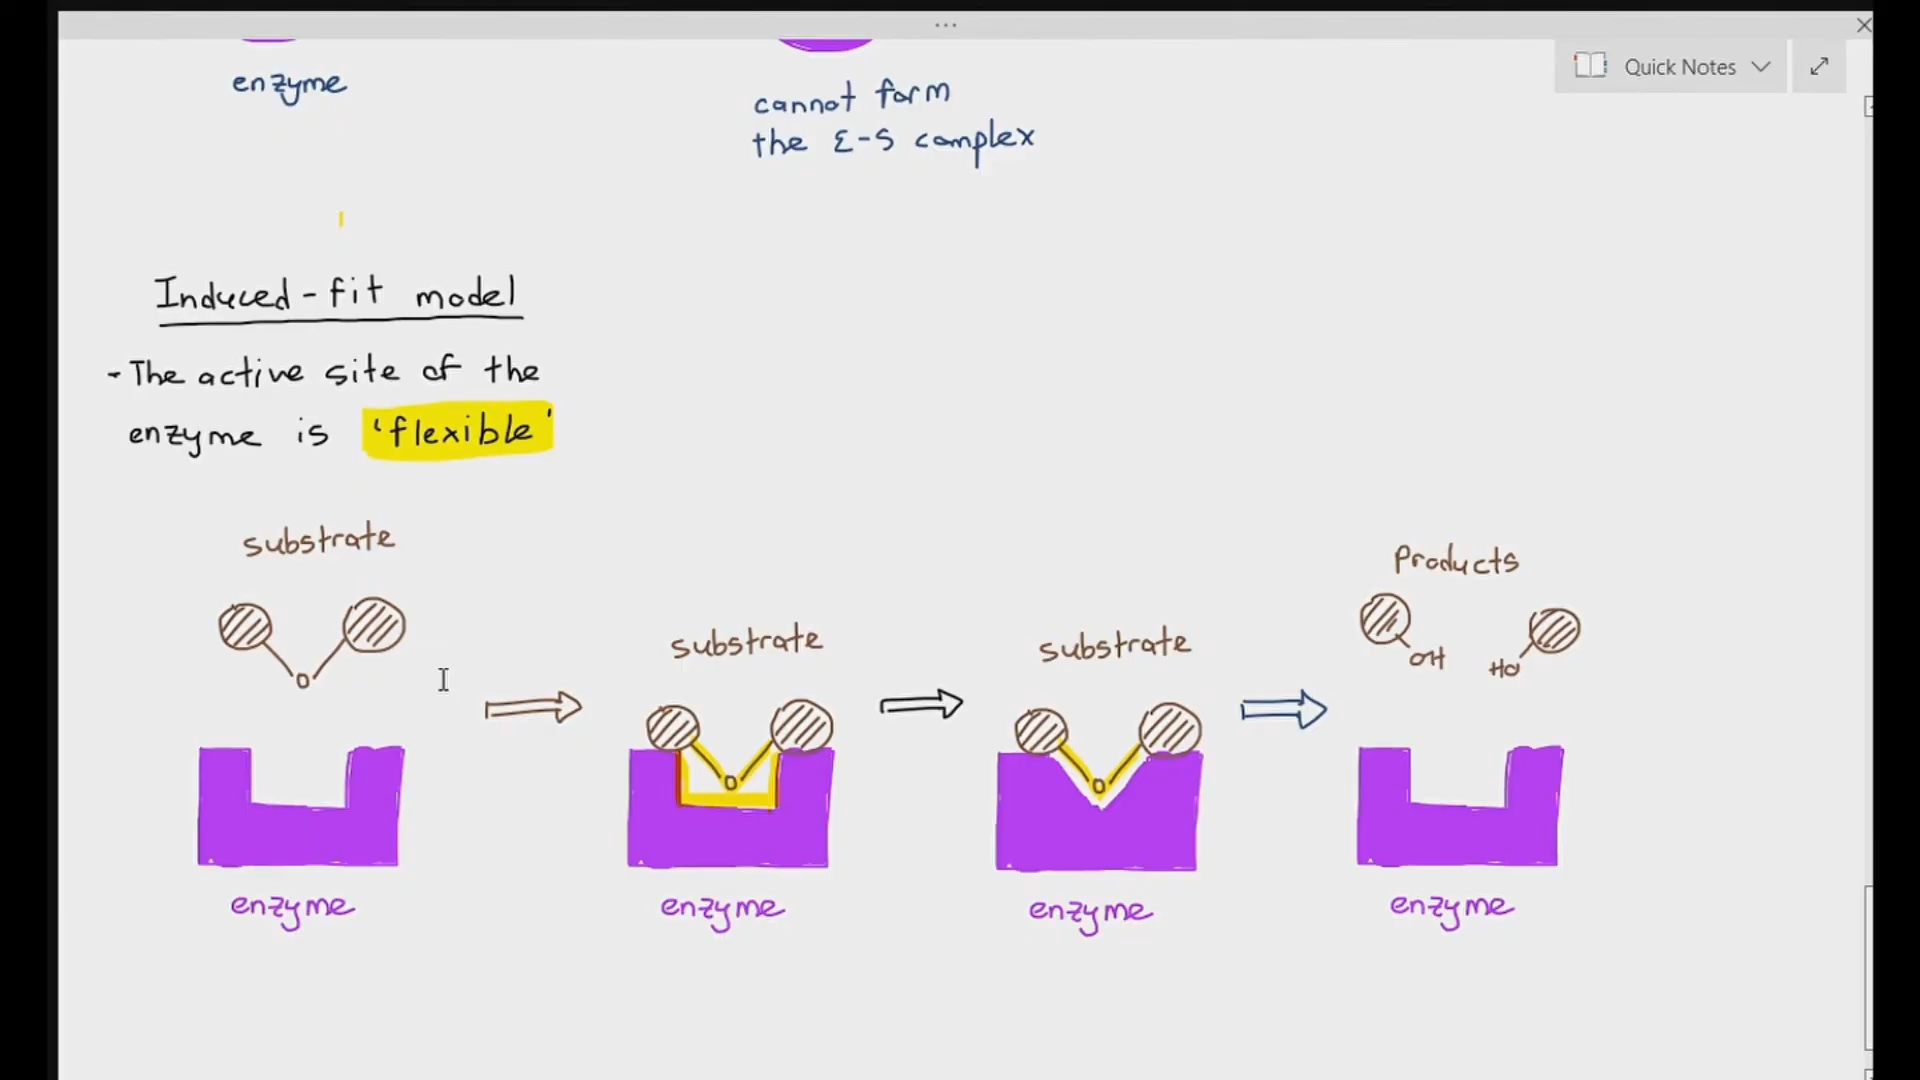 ...
Quick Notes
enzyme
cannot form
the E-S complex
Induced-fit model
- The active site of the
enzyme is 'flexible'
substrate
O
enzyme
substrate
O
enzyme
substrate
O
enzyme
Products
OH
HO
enzyme